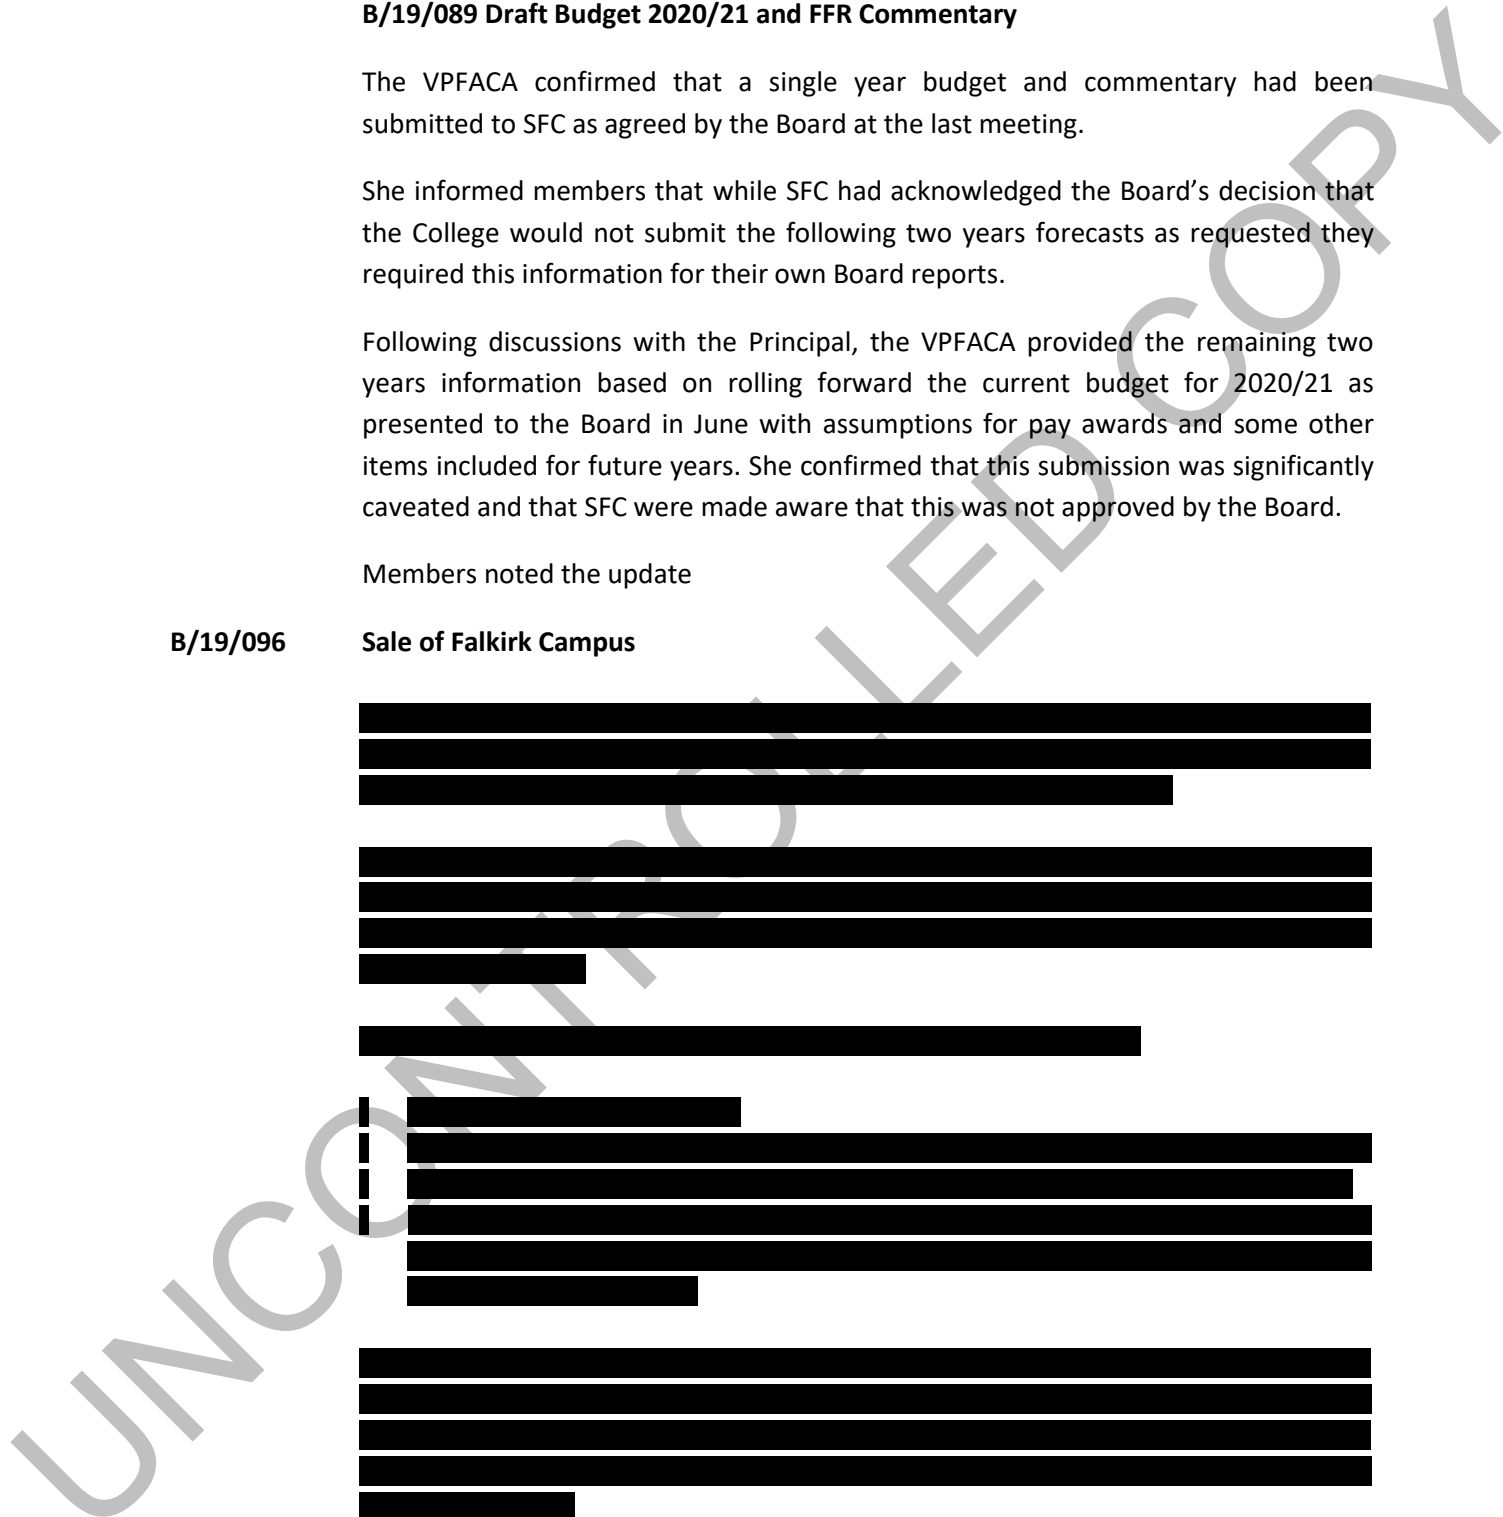 B/19/089 Draft Budget 2020/21 and FFR Commentary
The VPFACA confirmed that a single year budget and commentary had been
submitted to SFC as agreed by the Board at the last meeting.
She informed members that while SFC had acknowledged the Board’s decision that
the College would not submit the following two years forecasts as requested they
required this information for their own Board reports.
Following discussions with the Principal, the VPFACA provided the remaining two
years information based on rolling forward the current budget for 2020/21 as
presented to the Board in June with assumptions for pay awards and some other
items included for future years. She confirmed that this submission was significantly
caveated and that SFC were made aware that this was not approved by the Board.
Members noted the update
B/19/096 Sale of Falkirk Campus
UNCONTROLLED COPY